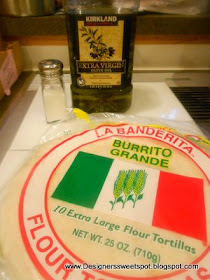 KIRKLAND
EXTRA VIRGIN
OLIVE OIL
LA BANDERITA
BURRITO
GRANDE
10 Extra Large Flour Tortillas
NET WT. 25 OZ. (710g)
FLOUR
www.Designerssweetspot.blogspot.com